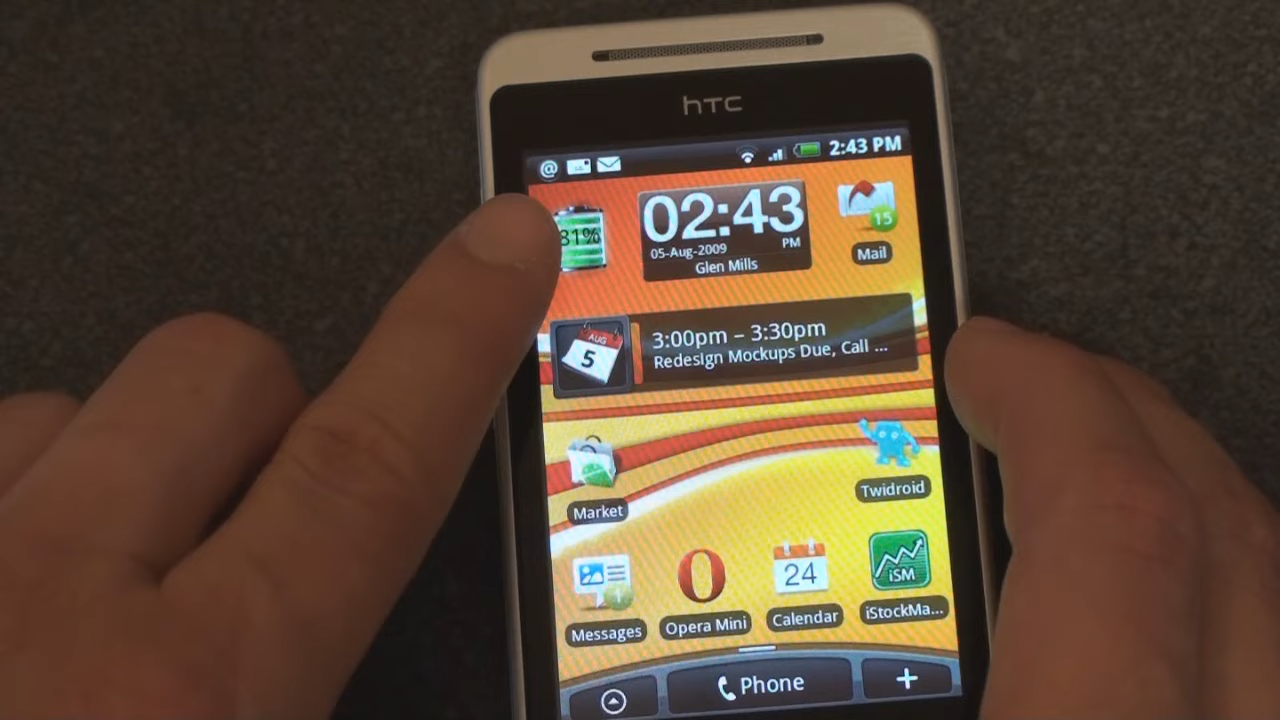 hTC
2:43 PM
81%
02:43
05-Aug-2009 PM
Glen Mills
15
Mail
AUG
5
3:00pm – 3:30pm
Redesign Mockups Due, Call ...
Market
Twidroid
1
Messages
Opera Mini
24
Calendar
iSM
iStockMa...
Phone